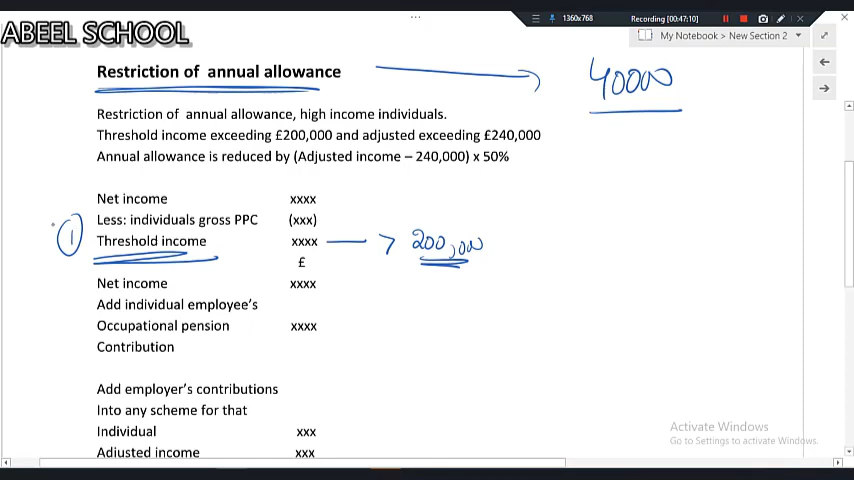 1360x768
Recording [00:47:10]
ABEEL SCHOOL
My Notebook > New Section 2
Restriction of annual allowance
40000
Restriction of annual allowance, high income individuals.
Threshold income exceeding £200,000 and adjusted exceeding £240,000
Annual allowance is reduced by (Adjusted income – 240,000) x 50%
Net income xxxx
Less: individuals gross PPC (xxx)
1 Threshold income xxxx > 200,000
£
Net income xxxx
Add individual employee's
Occupational pension xxxx
Contribution
Add employer's contributions
Into any scheme for that
Individual xxx
Adjusted income xxx
Activate Windows
Go to Settings to activate Windows.